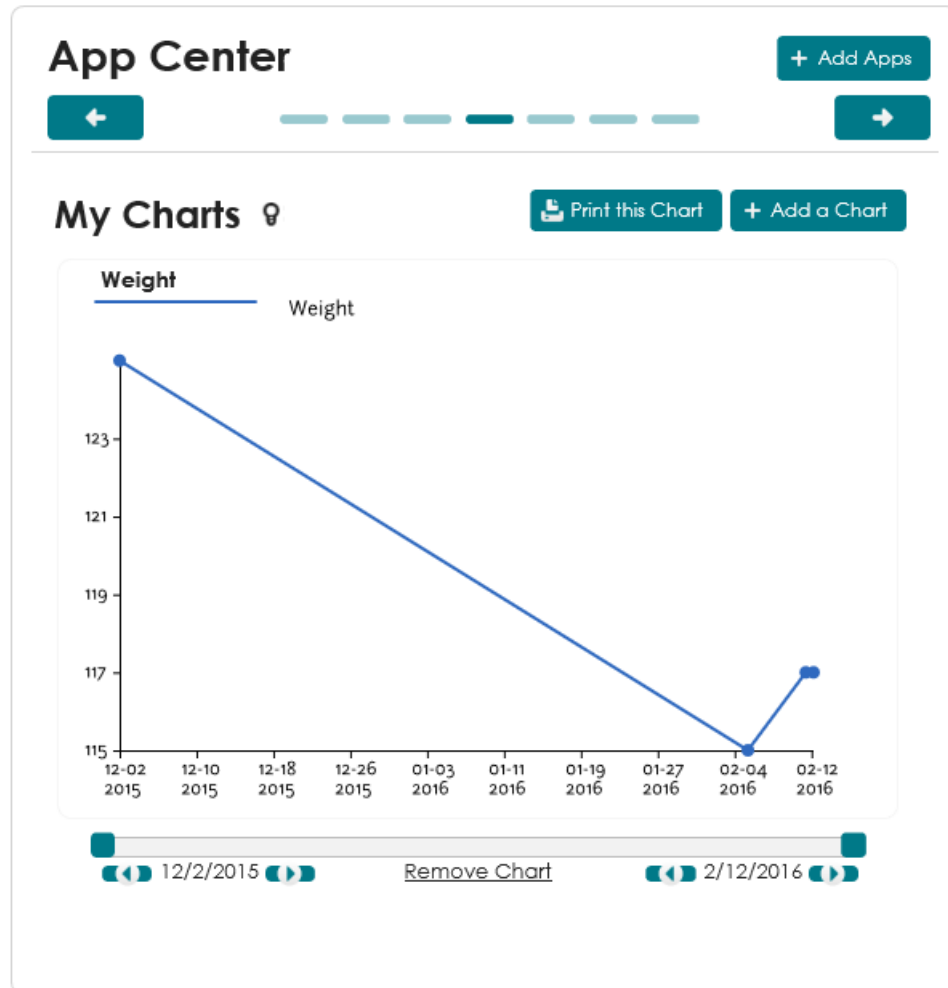 App Center
+ Add Apps
My Charts
Print this Chart
+ Add a Chart
Weight
Weight
123
121
119
117
115
12-02 12-10 12-18 12-26 01-03 01-11 01-19 01-27 02-04 02-12
2015 2015 2015 2015 2016 2016 2016 2016 2016 2016
12/2/2015 Remove Chart 2/12/2016